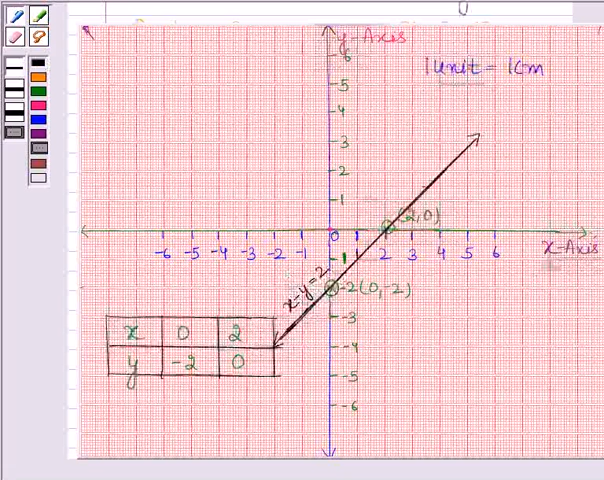 y-Axis
1unit = 1cm
6
5
4
3
2
1
(2,0)
-6 -5 -4 -3 -2 -1 0 1 2 3 4 5 6
x-Axis
-1
x-y=2
-2(0,-2)
-3
-4
-5
-6
x 0 2
y -2 0